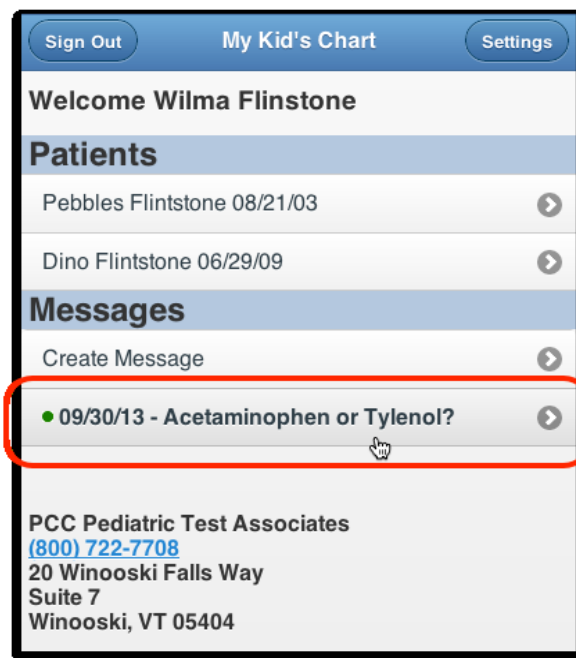 Sign Out My Kid's Chart Settings
Welcome Wilma Flinstone
Patients
Pebbles Flintstone 08/21/03
Dino Flintstone 06/29/09
Messages
Create Message
09/30/13 - Acetaminophen or Tylenol?
PCC Pediatric Test Associates
(800) 722-7708
20 Winooski Falls Way
Suite 7
Winooski, VT 05404